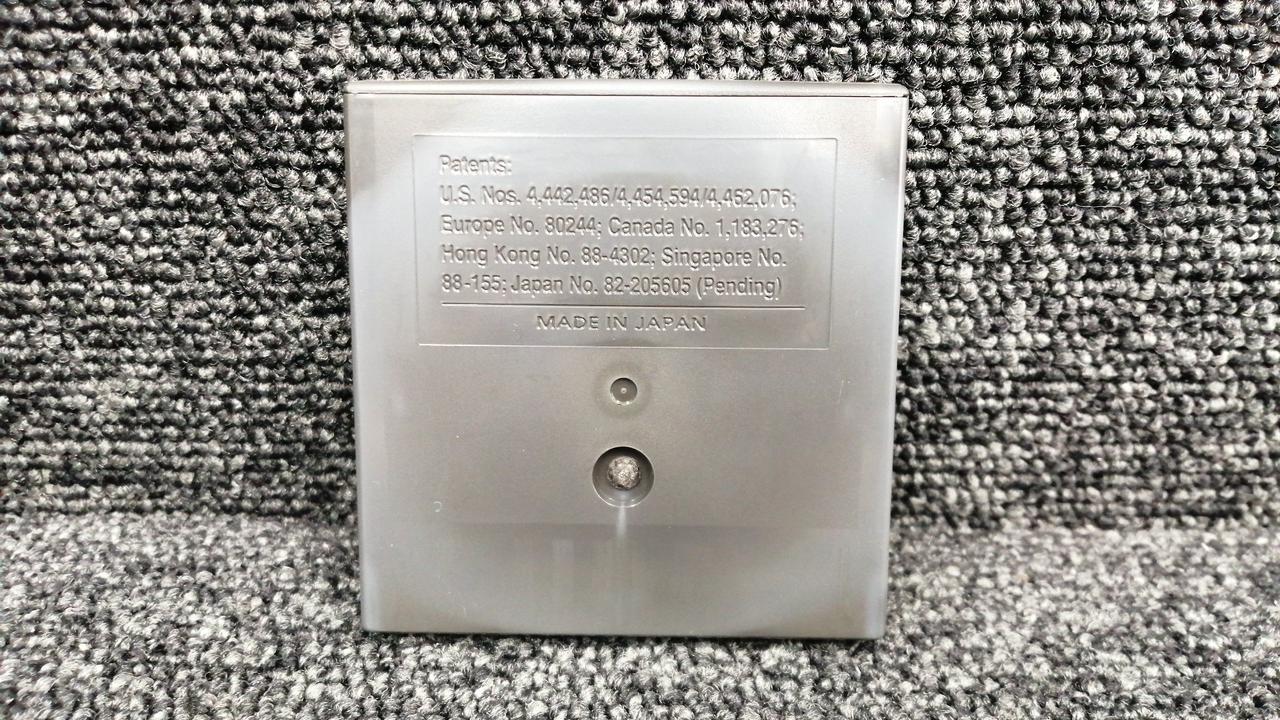 Patents:
U.S. Nos. 4,442,486/4,454,594/4,462,076;
Europe No. 80244; Canada No. 1,183,276;
Hong Kong No. 88-4302; Singapore No.
88-155; Japan No. 82-205605 (Pending)
MADE IN JAPAN